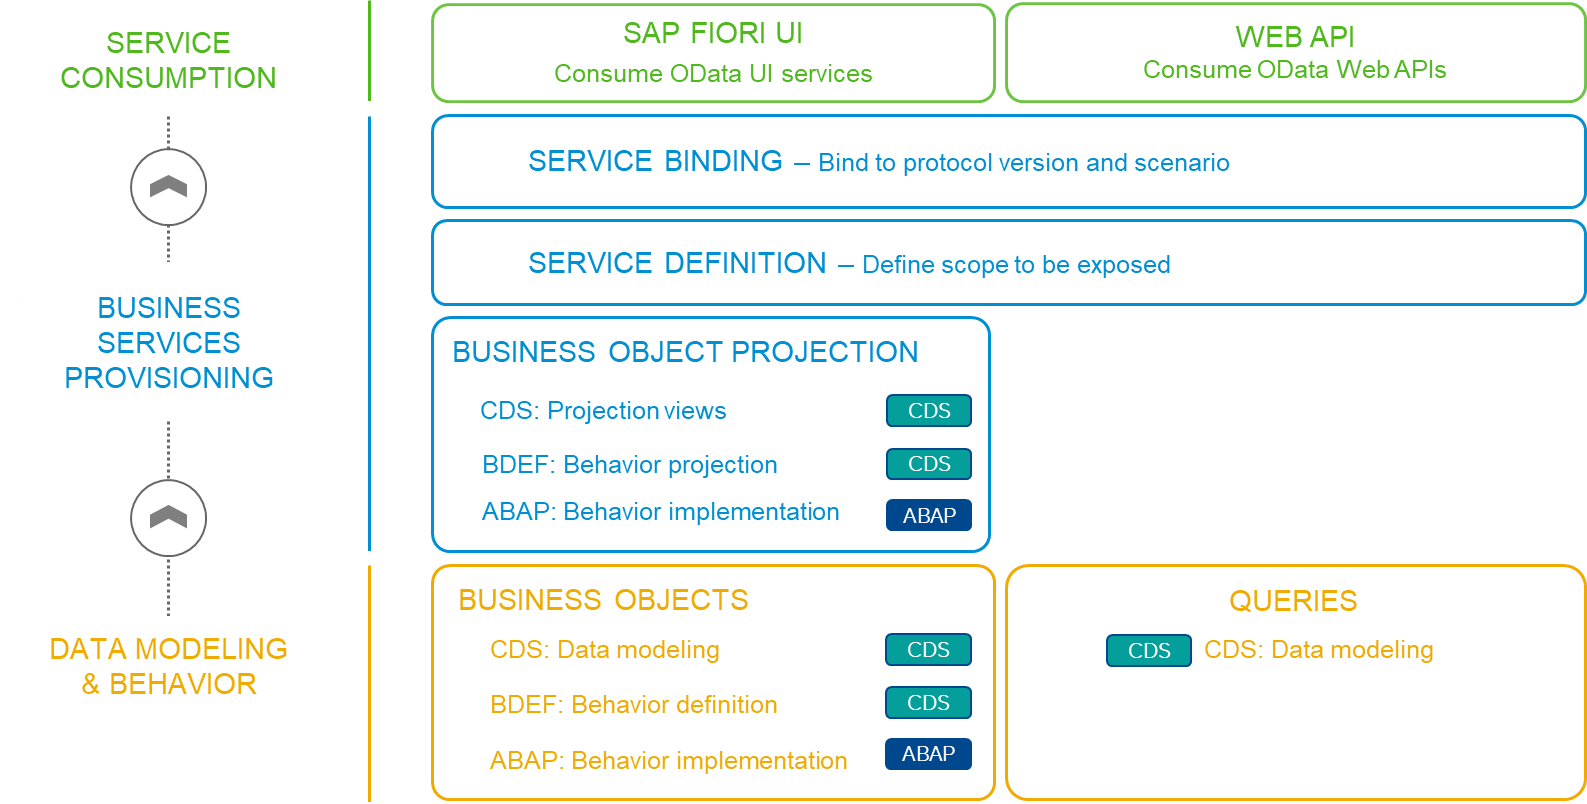 SERVICE
CONSUMPTION
SAP FIORI UI
Consume OData UI services
WEB API
Consume OData Web APIs
BUSINESS
SERVICES
PROVISIONING
SERVICE BINDING – Bind to protocol version and scenario
SERVICE DEFINITION – Define scope to be exposed
BUSINESS OBJECT PROJECTION
CDS: Projection views CDS
BDEF: Behavior projection CDS
ABAP: Behavior implementation ABAP
DATA MODELING
& BEHAVIOR
BUSINESS OBJECTS
CDS: Data modeling CDS
BDEF: Behavior definition CDS
ABAP: Behavior implementation ABAP
QUERIES
CDS CDS: Data modeling